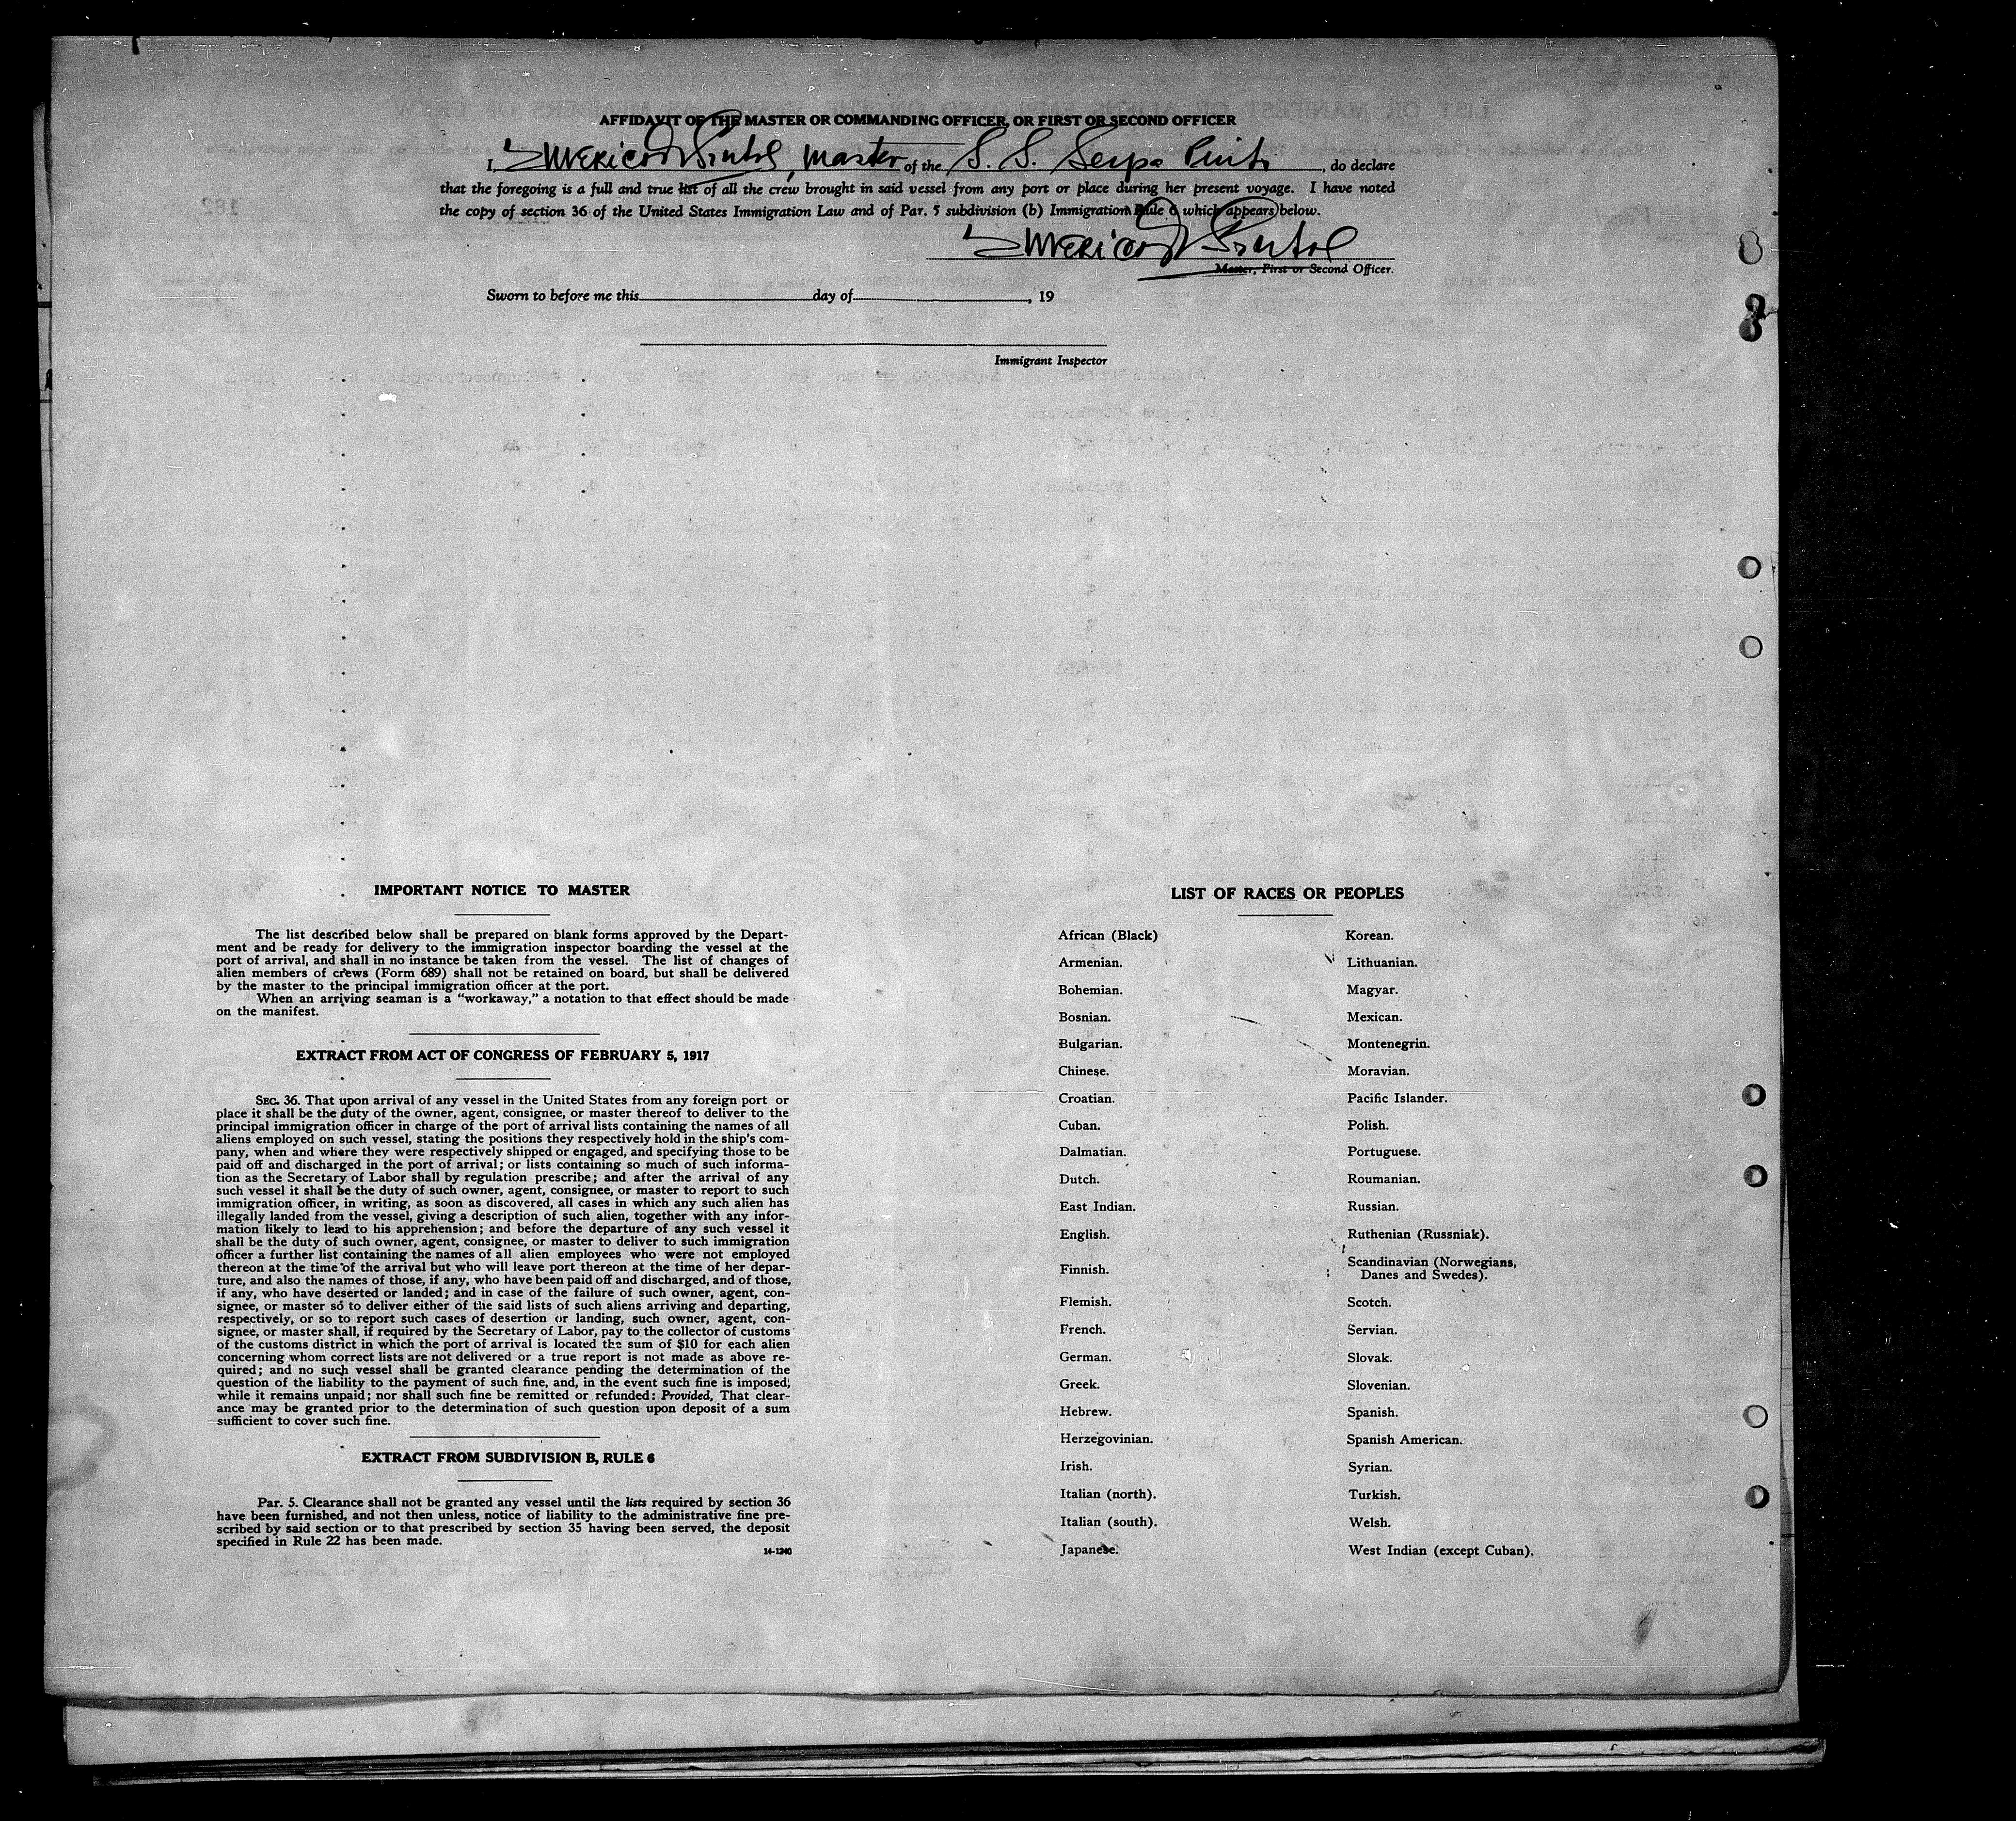 AFFIDAVIT OF THE MASTER OR COMMANDING OFFICER, OR FIRST OR SECOND OFFICER
I, Master of the S. S. Serpa Pinto, do declare
that the foregoing is a full and true list of all the crew brought in said vessel from any port or place during her present voyage. I have noted
the copy of section 36 of the United States Immigration Law and of Par. 5 subdivision (b) Immigration Rule 6 which appears below.
Master, First or Second Officer.
Sworn to before me this day of , 19
Immigrant Inspector
IMPORTANT NOTICE TO MASTER
The list described below shall be prepared on blank forms approved by the Depart-
ment and be ready for delivery to the immigration inspector boarding the vessel at the
port of arrival, and shall in no instance be taken from the vessel. The list of changes of
alien members of crews (Form 689) shall not be retained on board, but shall be delivered
by the master to the principal immigration officer at the port.
When an arriving seaman is a "workaway," a notation to that effect should be made
on the manifest.
EXTRACT FROM ACT OF CONGRESS OF FEBRUARY 5, 1917
SEC. 36. That upon arrival of any vessel in the United States from any foreign port or
place it shall be the duty of the owner, agent, consignee, or master thereof to deliver to the
principal immigration officer in charge of the port of arrival lists containing the names of all
aliens employed on such vessel, stating the positions they respectively hold in the ship's com-
pany, when and where they were respectively shipped or engaged, and specifying those to be
paid off and discharged in the port of arrival; or lists containing so much of such informa-
tion as the Secretary of Labor shall by regulation prescribe; and after the arrival of any
such vessel it shall be the duty of such owner, agent, consignee, or master to report to such
immigration officer, in writing, as soon as discovered, all cases in which any such alien has
illegally landed from the vessel, giving a description of such alien, together with any infor-
mation likely to lead to his apprehension; and before the departure of any such vessel it
shall be the duty of such owner, agent, consignee, or master to deliver to such immigration
officer a further list containing the names of all alien employees who were not employed
thereon at the time of the arrival but who will leave port thereon at the time of her depar-
ture, and also the names of those, if any, who have been paid off and discharged, and of those,
if any, who have deserted or landed; and in case of the failure of such owner, agent, con-
signee, or master so to deliver either of the said lists of such aliens arriving and departing,
respectively, or so to report such cases of desertion or landing, such owner, agent, con-
signee, or master shall, if required by the Secretary of Labor, pay to the collector of customs
of the customs district in which the port of arrival is located the sum of $10 for each alien
concerning whom correct lists are not delivered or a true report is not made as above re-
quired; and no such vessel shall be granted clearance pending the determination of the
question of the liability to the payment of such fine, and, in the event such fine is imposed,
while it remains unpaid; nor shall such fine be remitted or refunded: Provided, That clear-
ance may be granted prior to the determination of such question upon deposit of a sum
sufficient to cover such fine.
EXTRACT FROM SUBDIVISION B, RULE 6
Par. 5. Clearance shall not be granted any vessel until the lists required by section 36
have been furnished, and not then unless, notice of liability to the administrative fine pre-
scribed by said section or to that prescribed by section 35 having been served, the deposit
specified in Rule 22 has been made.
14-1240
LIST OF RACES OR PEOPLES
African (Black)
Armenian.
Bohemian.
Bosnian.
Bulgarian.
Chinese.
Croatian.
Cuban.
Dalmatian.
Dutch.
East Indian.
English.
Finnish.
Flemish.
French.
German.
Greek.
Hebrew.
Herzegovinian.
Irish.
Italian (north).
Italian (south).
Japanese.
Korean.
Lithuanian.
Magyar.
Mexican.
Montenegrin.
Moravian.
Pacific Islander.
Polish.
Portuguese.
Roumanian.
Russian.
Ruthenian (Russniak).
Scandinavian (Norwegians,
Danes and Swedes).
Scotch.
Servian.
Slovak.
Slovenian.
Spanish.
Spanish American.
Syrian.
Turkish.
Welsh.
West Indian (except Cuban).